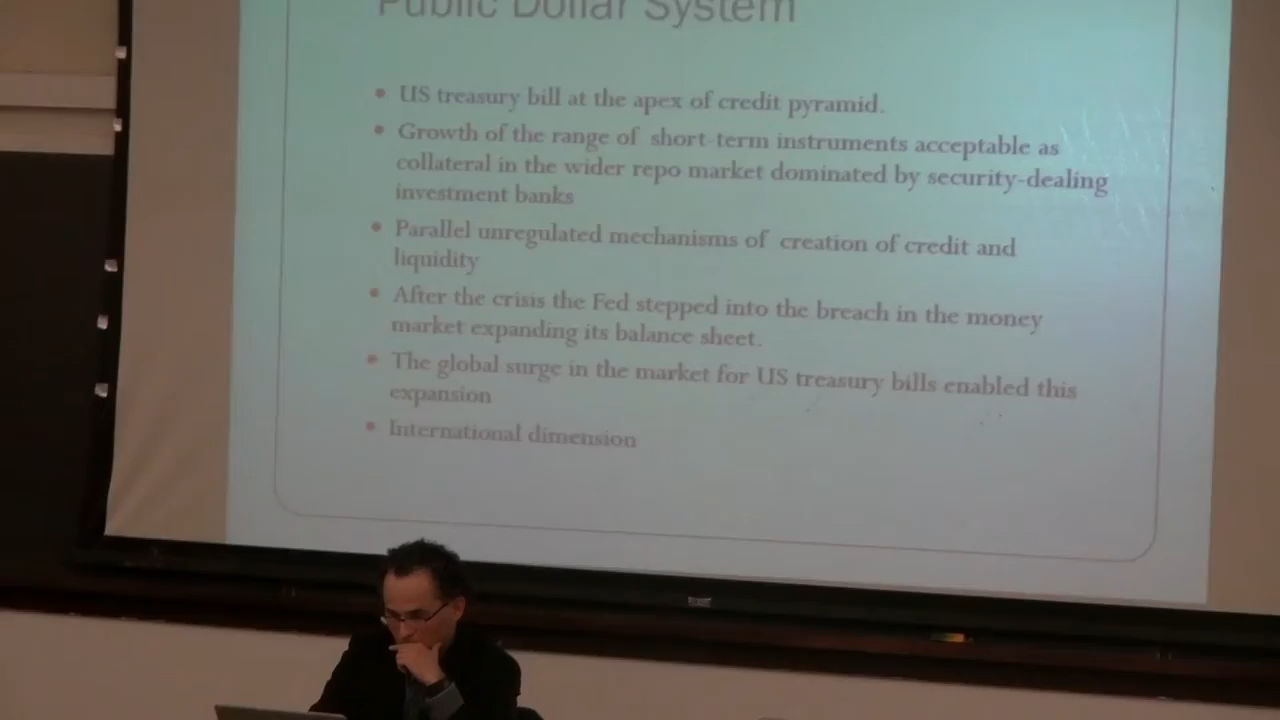 Public Dollar System
• US treasury bill at the apex of credit pyramid.
• Growth of the range of short-term instruments acceptable as
collateral in the wider repo market dominated by security-dealing
investment banks
• Parallel unregulated mechanisms of creation of credit and
liquidity
• After the crisis the Fed stepped into the breach in the money
market expanding its balance sheet.
• The global surge in the market for US treasury bills enabled this
expansion
• International dimension